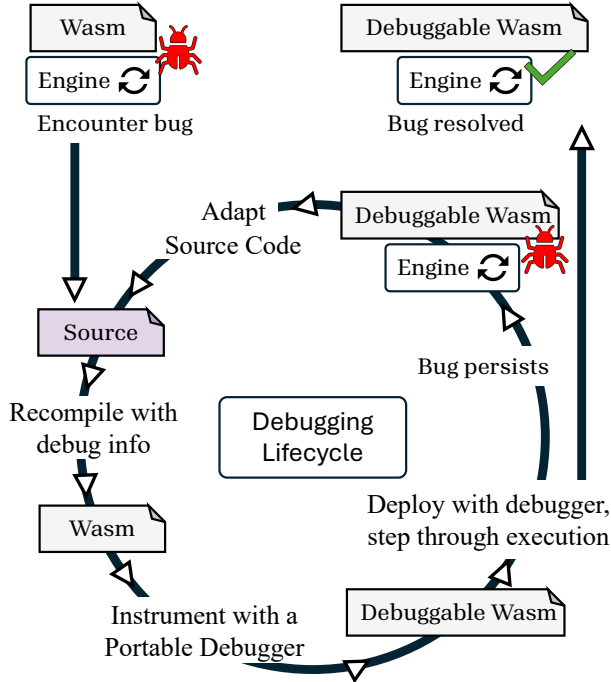 Wasm
Engine
Encounter bug
Debuggable Wasm
Engine
Bug resolved
Adapt
Source Code
Debuggable Wasm
Engine
Source
Bug persists
Recompile with
debug info
Debugging
Lifecycle
Wasm
Deploy with debugger,
step through execution
Instrument with a
Portable Debugger
Debuggable Wasm